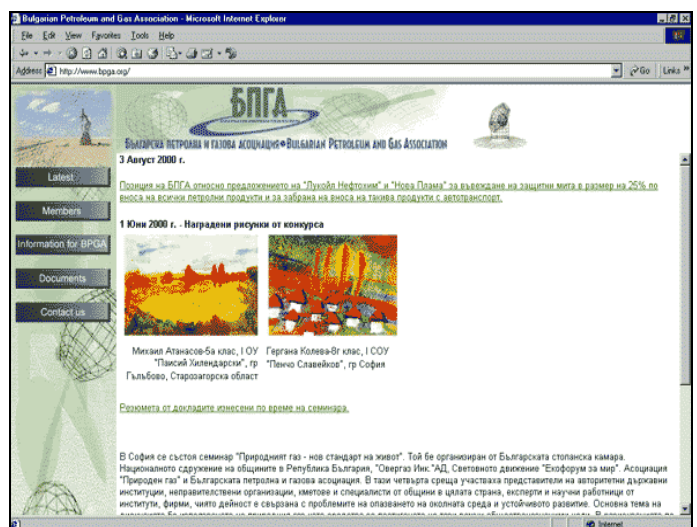 Bulgarian Petroleum and Gas Association - Microsoft Internet Explorer
File Edit View Favorites Tools Help
Address http://www.bpga.org/ Go Links »
БПГА
Българска петролна и газова асоциация Bulgarian Petroleum and Gas Association
3 Август 2000 г.
Latest
Members
Information for BPGA
Documents
Contact us
Позиция на БПГА относно предложението на "Лукойл Нефтохим" и "Нова Плама" за въвеждане на защитни мита в размер на 25% по
вноса на всички петролни продукти и за забрана на вноса на такива продукти с автотранспорт.
1 Юни 2000 г. - Наградени рисунки от конкурса
Михаил Атанасов-5а клас, I ОУ
"Паисий Хилендарски", гр
Гълъбово, Старозагорска област
Гергана Колева-8г клас, I СОУ
"Пенчо Славейков", гр София
Резюмета от докладите изнесени по време на семинара.
В София се състоя семинар "Природният газ - нов стандарт на живот". Той бе организиран от Българската стопанска камара.
Националното сдружение на общините в Република България, "Овергаз Инк."АД, Световното движение "Екофорум за мир". Асоциация
"Природен газ" и Българската петролна и газова асоциация. В тази четвърта среща участваха представители на авторитетни държавни
институции, неправителствени организации, кметове и специалисти от общини в цялата страна, експерти и научни работници от
институти, фирми, чиято дейност е свързана с проблемите на опазването на околната среда и устойчивото развитие. Основна тема на
Internet